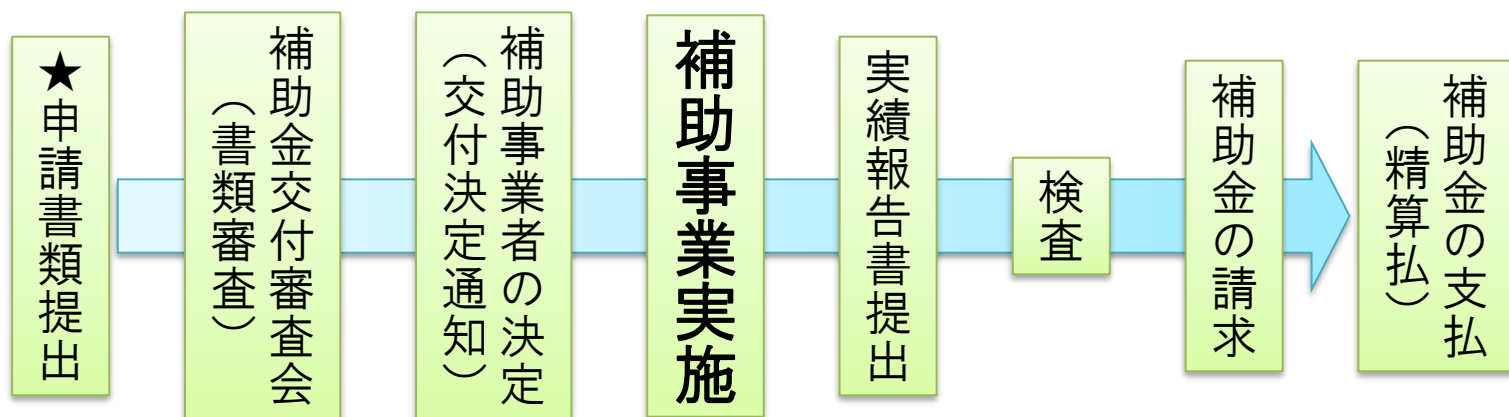 ★申請書類提出
補助金交付審査会
（書類審査）
補助事業者の決定
（交付決定通知）
補助事業実施
実績報告書提出
検査
補助金の請求
補助金の支払
（精算払）